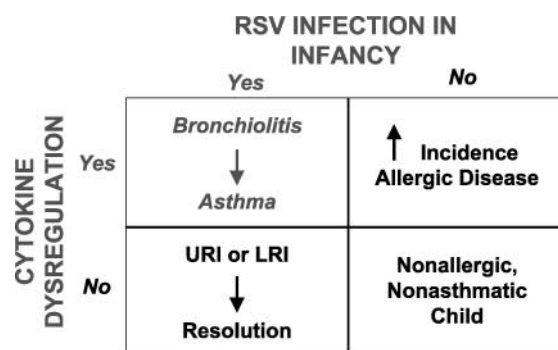 RSV INFECTION IN
INFANCY
Yes
No
CYTOKINE
DYSREGULATION
Yes
Bronchiolitis
Asthma
Incidence
Allergic Disease
No
URI or LRI
Resolution
Nonallergic,
Nonasthmatic
Child